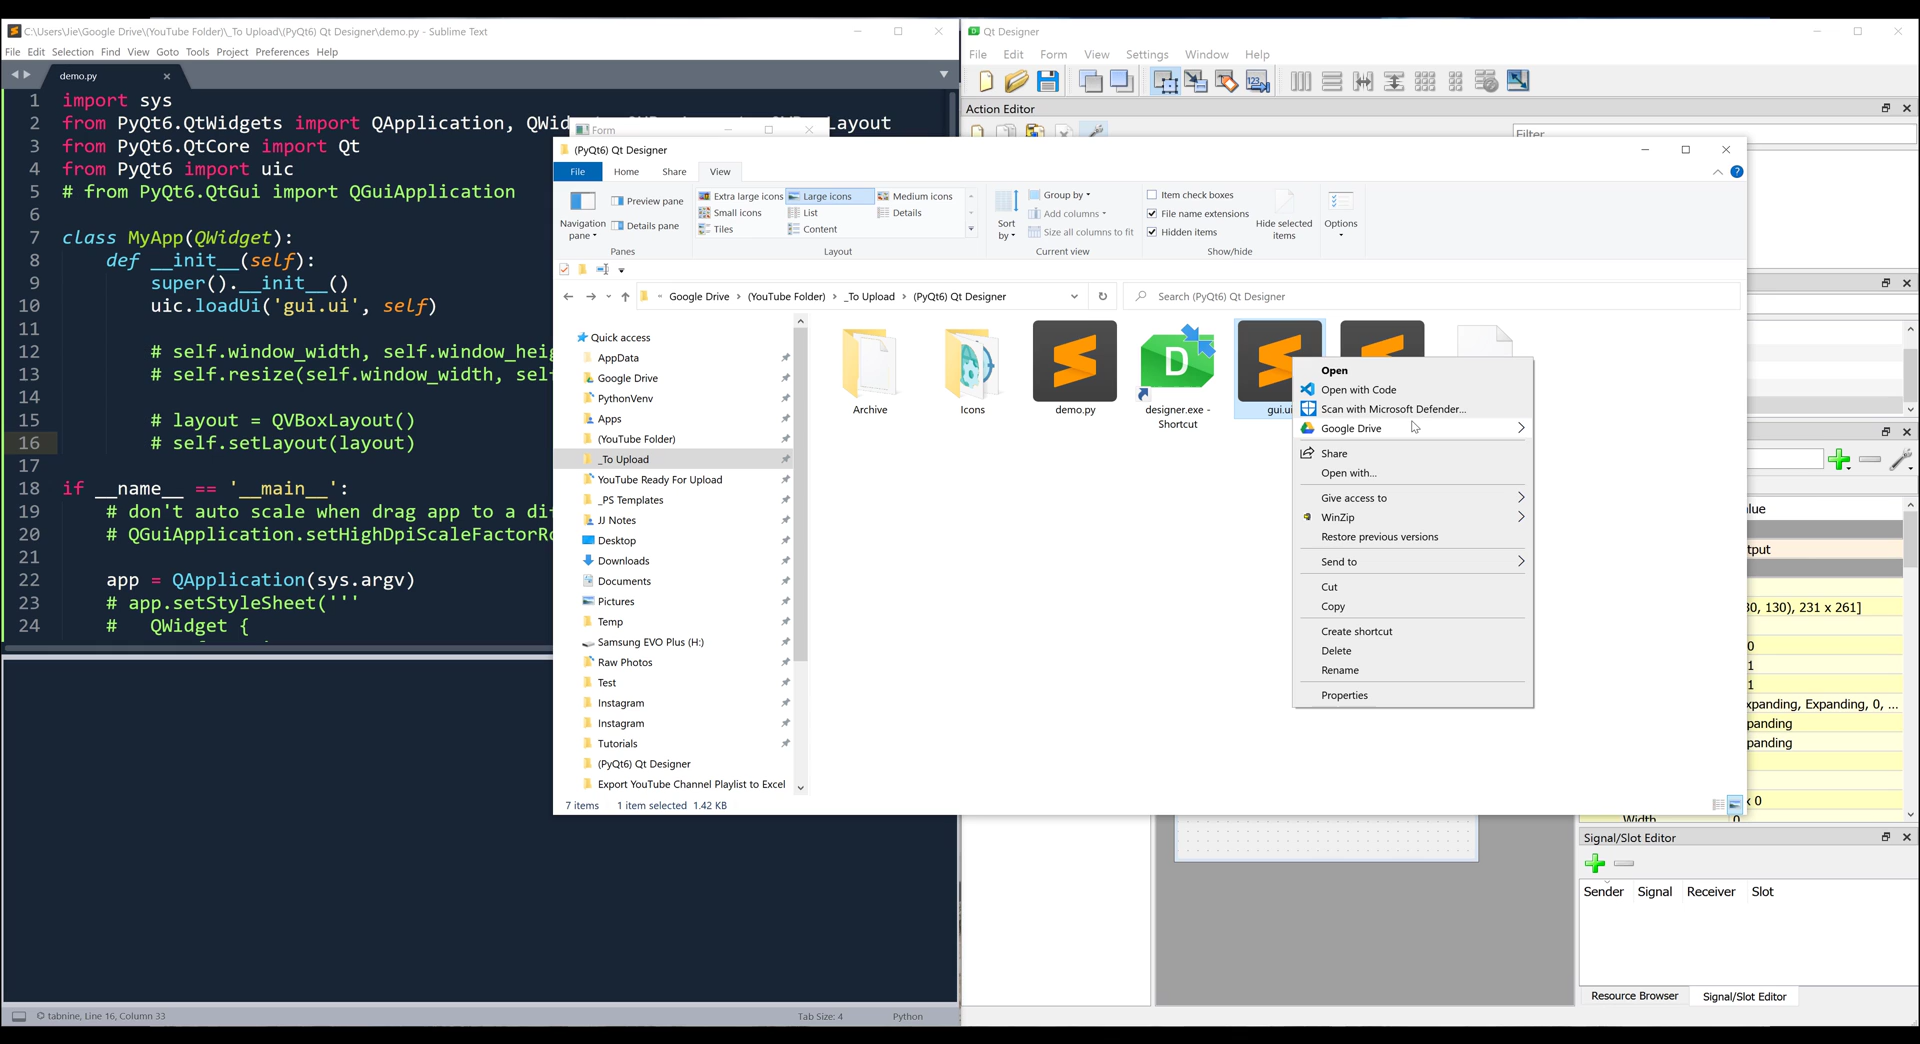 C:\Users\Jie\Google Drive\(YouTube Folder)\_To Upload\(PyQt6) Qt Designer\demo.py - Sublime Text
File Edit Selection Find View Goto Tools Project Preferences Help
demo.py
1 import sys
2 from PyQt6.QtWidgets import QApplication, QWid
Layout
3 from PyQt6.QtCore import Qt
4 from PyQt6 import uic
5 # from PyQt6.QtGui import QGuiApplication
6
7 class MyApp(QWidget):
8 def __init__(self):
9 super().__init__()
10 uic.loadUi('gui.ui', self)
11
12 # self.window_width, self.window_heig
13 # self.resize(self.window_width, sel
14
15 # layout = QVBoxLayout()
16 # self.setLayout(layout)
17
18 if __name__ == '__main__':
19 # don't auto scale when drag app to a di
20 # QGuiApplication.setHighDpiScaleFactorRo
21
22 app = QApplication(sys.argv)
23 # app.setStyleSheet('''
24 # QWidget {
tabnine, Line 16, Column 33
Tab Size: 4
Python
Form
Qt Designer
File Edit Form View Settings Window Help
Action Editor
Filter
(PyQt6) Qt Designer
File Home Share View
Navigation pane
Preview pane
Details pane
Panes
Extra large icons
Large icons
Medium icons
Small icons
List
Details
Tiles
Content
Layout
Sort by
Group by
Add columns
Size all columns to fit
Current view
Item check boxes
File name extensions
Hidden items
Hide selected items
Show/hide
Options
Google Drive > (YouTube Folder) > _To Upload > (PyQt6) Qt Designer
Search (PyQt6) Qt Designer
Quick access
AppData
Google Drive
PythonVenv
Apps
(YouTube Folder)
_To Upload
YouTube Ready For Upload
_PS Templates
JJ Notes
Desktop
Downloads
Documents
Pictures
Temp
Samsung EVO Plus (H:)
Raw Photos
Test
Instagram
Instagram
Tutorials
(PyQt6) Qt Designer
Export YouTube Channel Playlist to Excel
7 items 1 item selected 1.42 KB
Archive
Icons
demo.py
designer.exe - Shortcut
gui.ui
Open
Open with Code
Scan with Microsoft Defender...
Google Drive
Share
Open with...
Give access to
WinZip
Restore previous versions
Send to
Cut
Copy
Create shortcut
Delete
Rename
Properties
alue
tput
30, 130), 231 x 261]
0
1
1
xpanding, Expanding, 0, ...
panding
panding
x 0
Width 0
Signal/Slot Editor
Sender Signal Receiver Slot
Resource Browser
Signal/Slot Editor